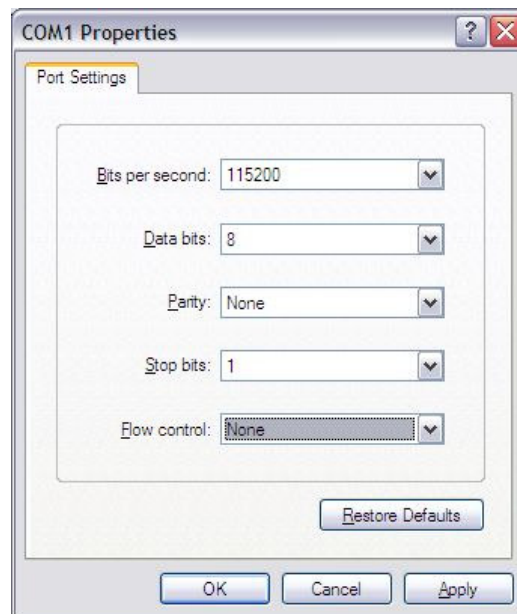 COM1 Properties
Port Settings
Bits per second: 115200
Data bits: 8
Parity: None
Stop bits: 1
Flow control: None
Restore Defaults
OK Cancel Apply